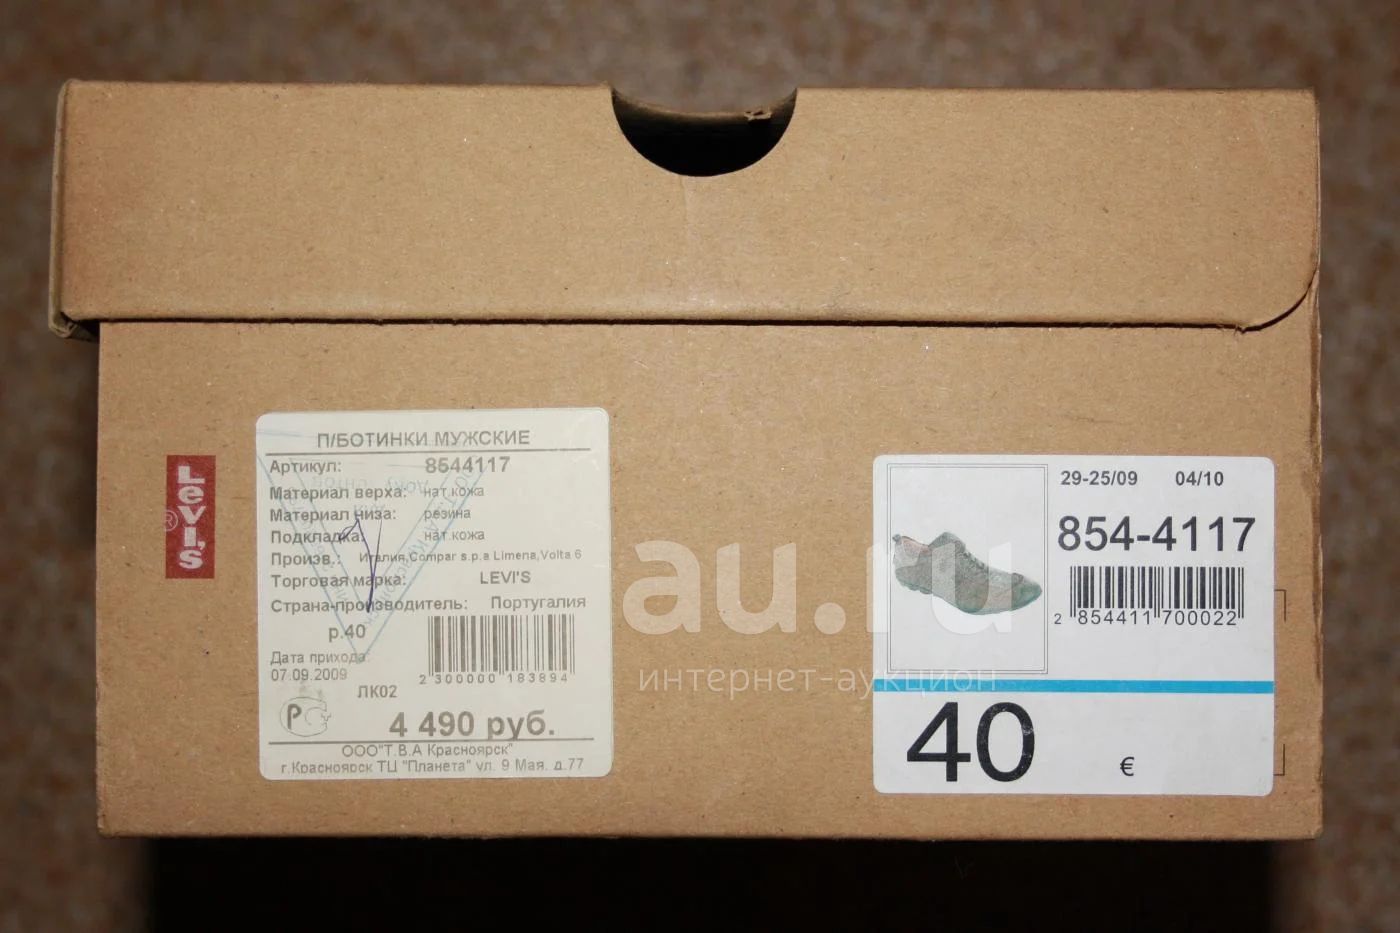 Levi's
®
П/БОТИНКИ МУЖСКИЕ
Артикул: 8544117
Материал верха: нат.кожа
Материал низа: резина
Подкладка: нат.кожа
Произв.: Италия,Compar s.p.a Limena,Volta 6
Торговая марка: LEVI'S
Страна-производитель: Португалия
р.40
Дата прихода:
07.09.2009
2 300000 183894
ЛК02
4 490 руб.
ООО"Т.В.А Красноярск"
г.Красноярск ТЦ "Планета" ул. 9 Мая, д.77
29-25/09 04/10
854-4117
2 854411 700022
40
€
au.ru
интернет-аукцион